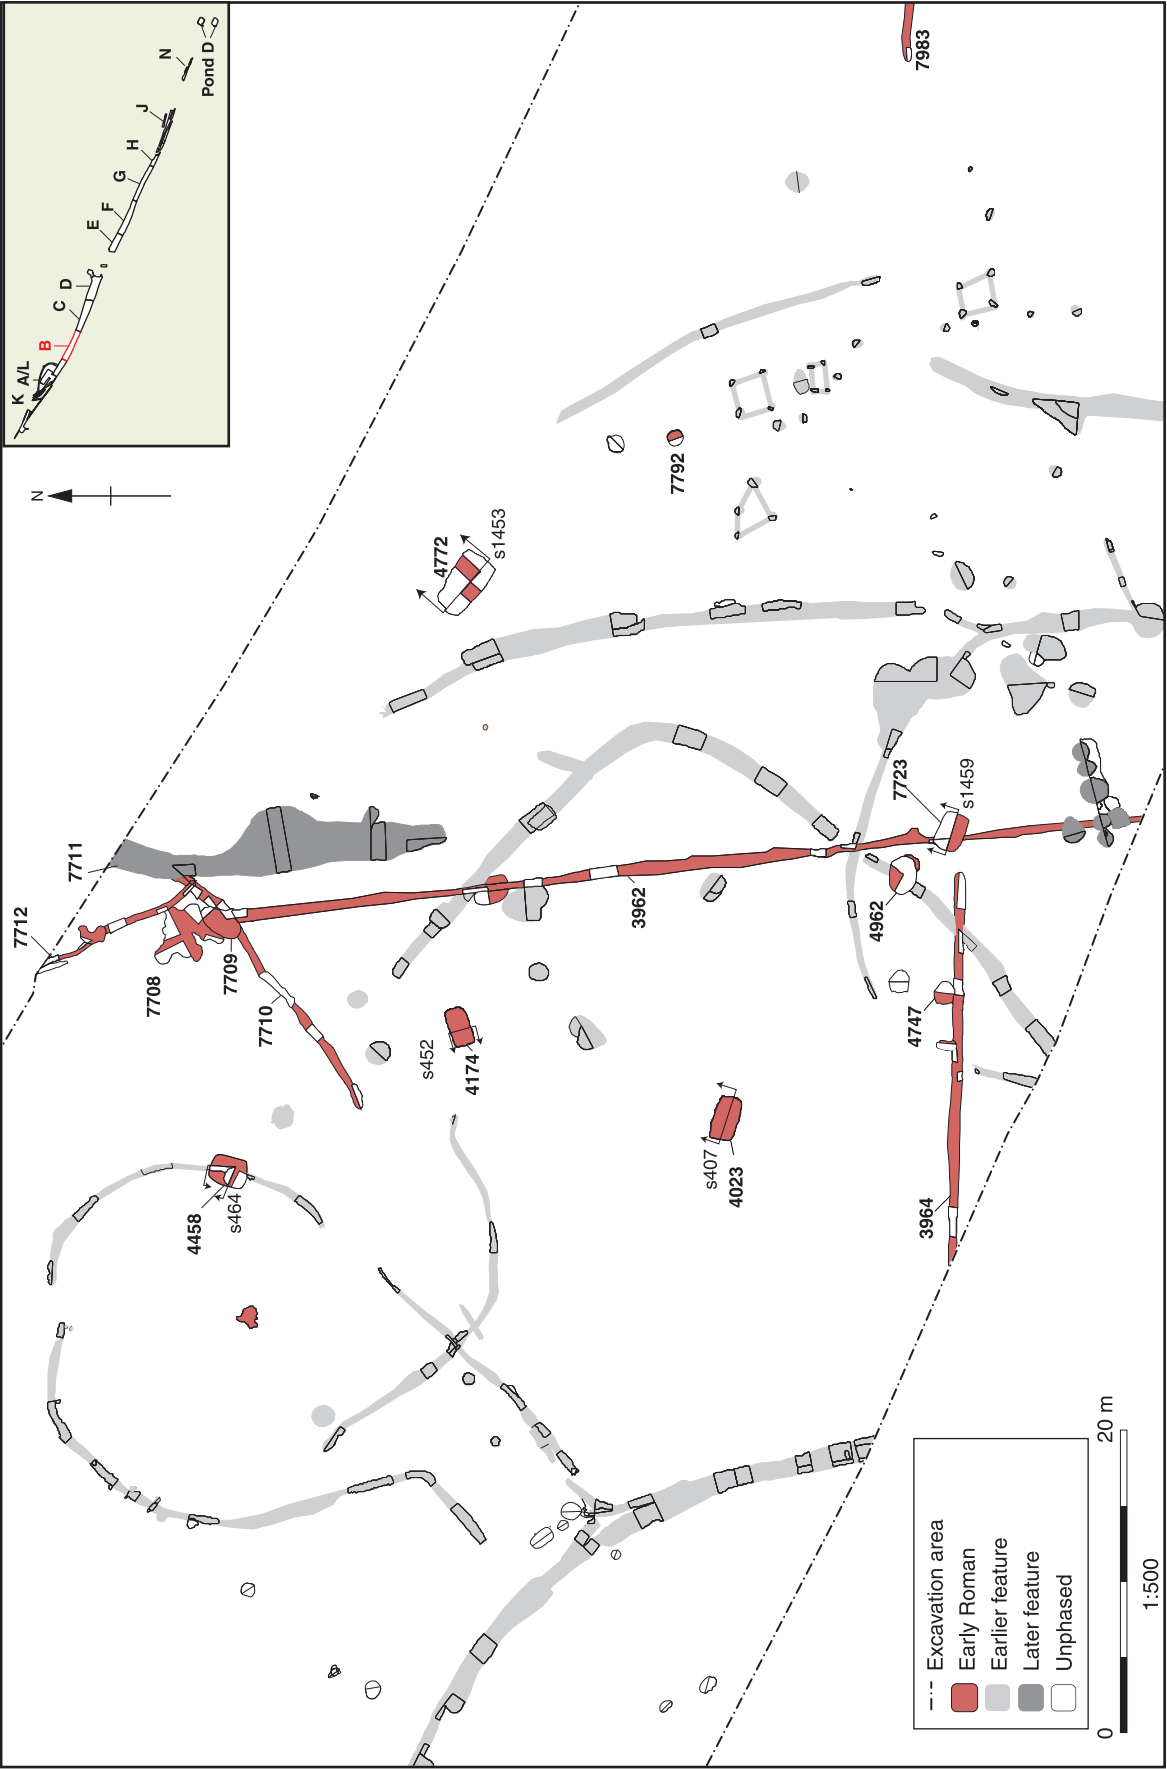 K
A/L
B
C
D
E
F
G
H
J
N
Pond D
N
7983
7792
4772
s1453
7711
7712
7708
7709
7710
3962
7723
s1459
4962
4747
s452
4174
s407
4023
4458
s464
3964
Excavation area
Early Roman
Earlier feature
Later feature
Unphased
0
20 m
1:500